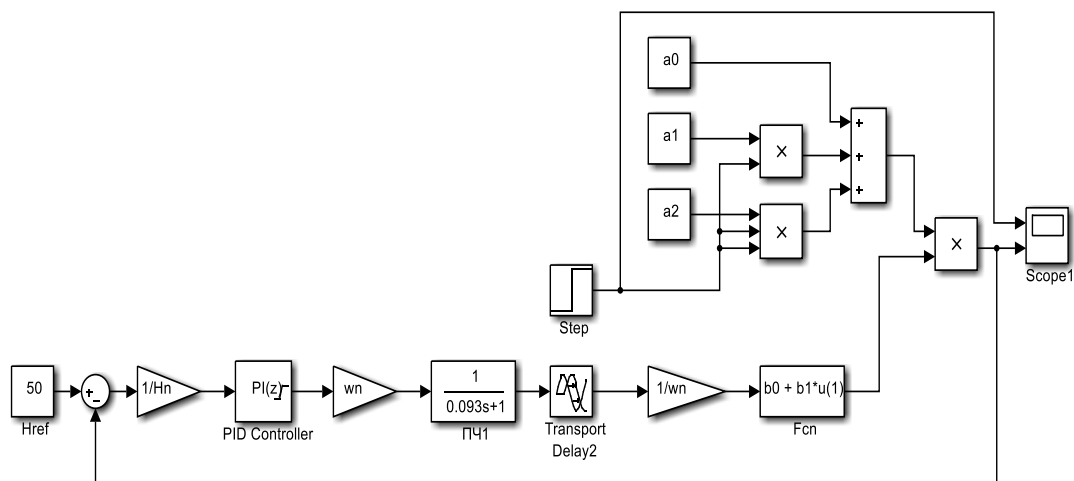 a0
a1
×
+
+
+
a2
×
×
Scope1
Step
50
+
−
1/Hn
PI(z)
wn
1
0.093s+1
1/wn
b0 + b1*u(1)
Href
PID Controller
ПЧ1
Transport
Delay2
Fcn